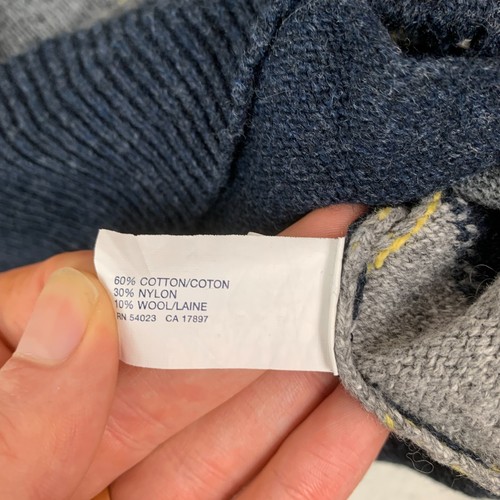 60% COTTON/COTON
30% NYLON
10% WOOL/LAINE
RN 54023 CA 17897